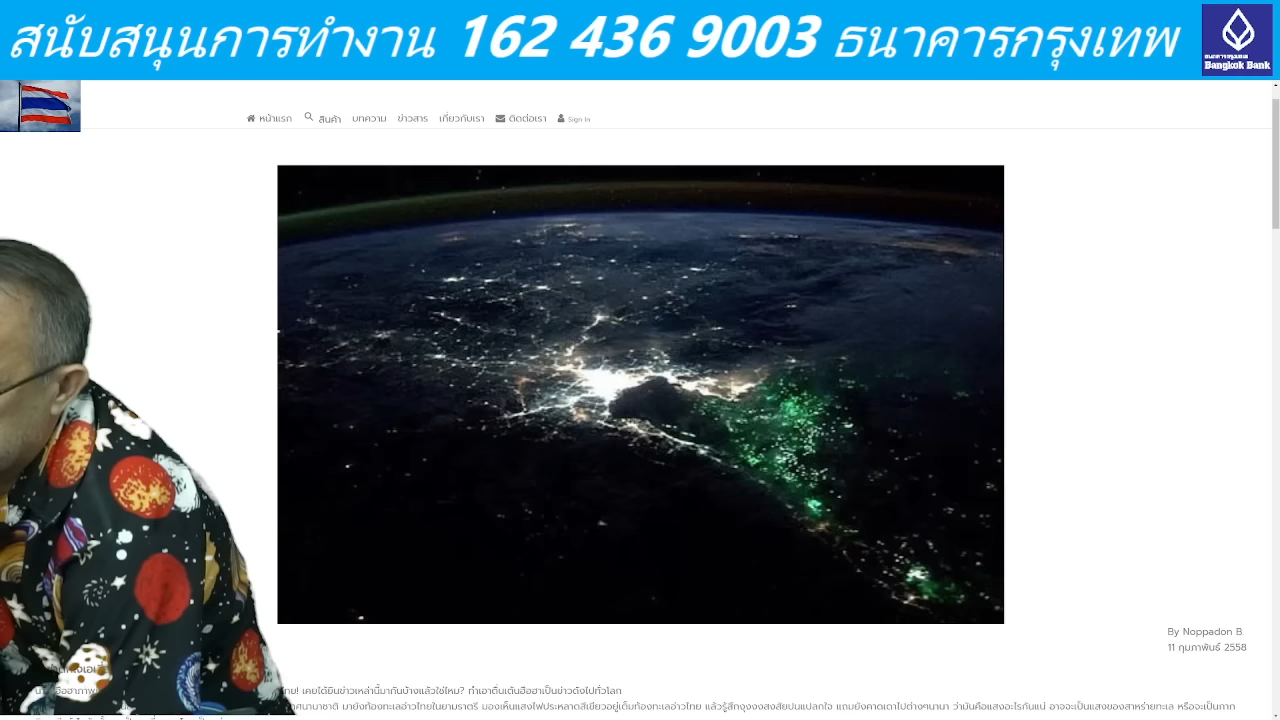 สนับสนุนการทำงาน 162 436 9003 ธนาคารกรุงเทพ
Bangkok Bank
หน้าแรก สินค้า บทความ ข่าวสาร เกี่ยวกับเรา ติดต่อเรา Sign In
By Noppadon B.
11 กุมภาพันธ์ 2558
ไทย! เคยได้ยินข่าวเหล่านี้มากันบ้างแล้วใช่ไหม? ทำเอาตื่นเต้นฮือฮาเป็นข่าวดังไปทั่วโลก
กาศนานาชาติ มายังท้องทะเลอ่าวไทยในยามราตรี มองเห็นแสงไฟประหลาดสีเขียวอยู่เต็มท้องทะเลอ่าวไทย แล้วรู้สึกงุงงงสงสัยปนแปลกใจ แถมยังคาดเดาไปต่างๆนานา ว่ามันคือแสงอะไรกันแน่ อาจจะเป็นแสงของสาหร่ายทะเล หรือจะเป็นภาค